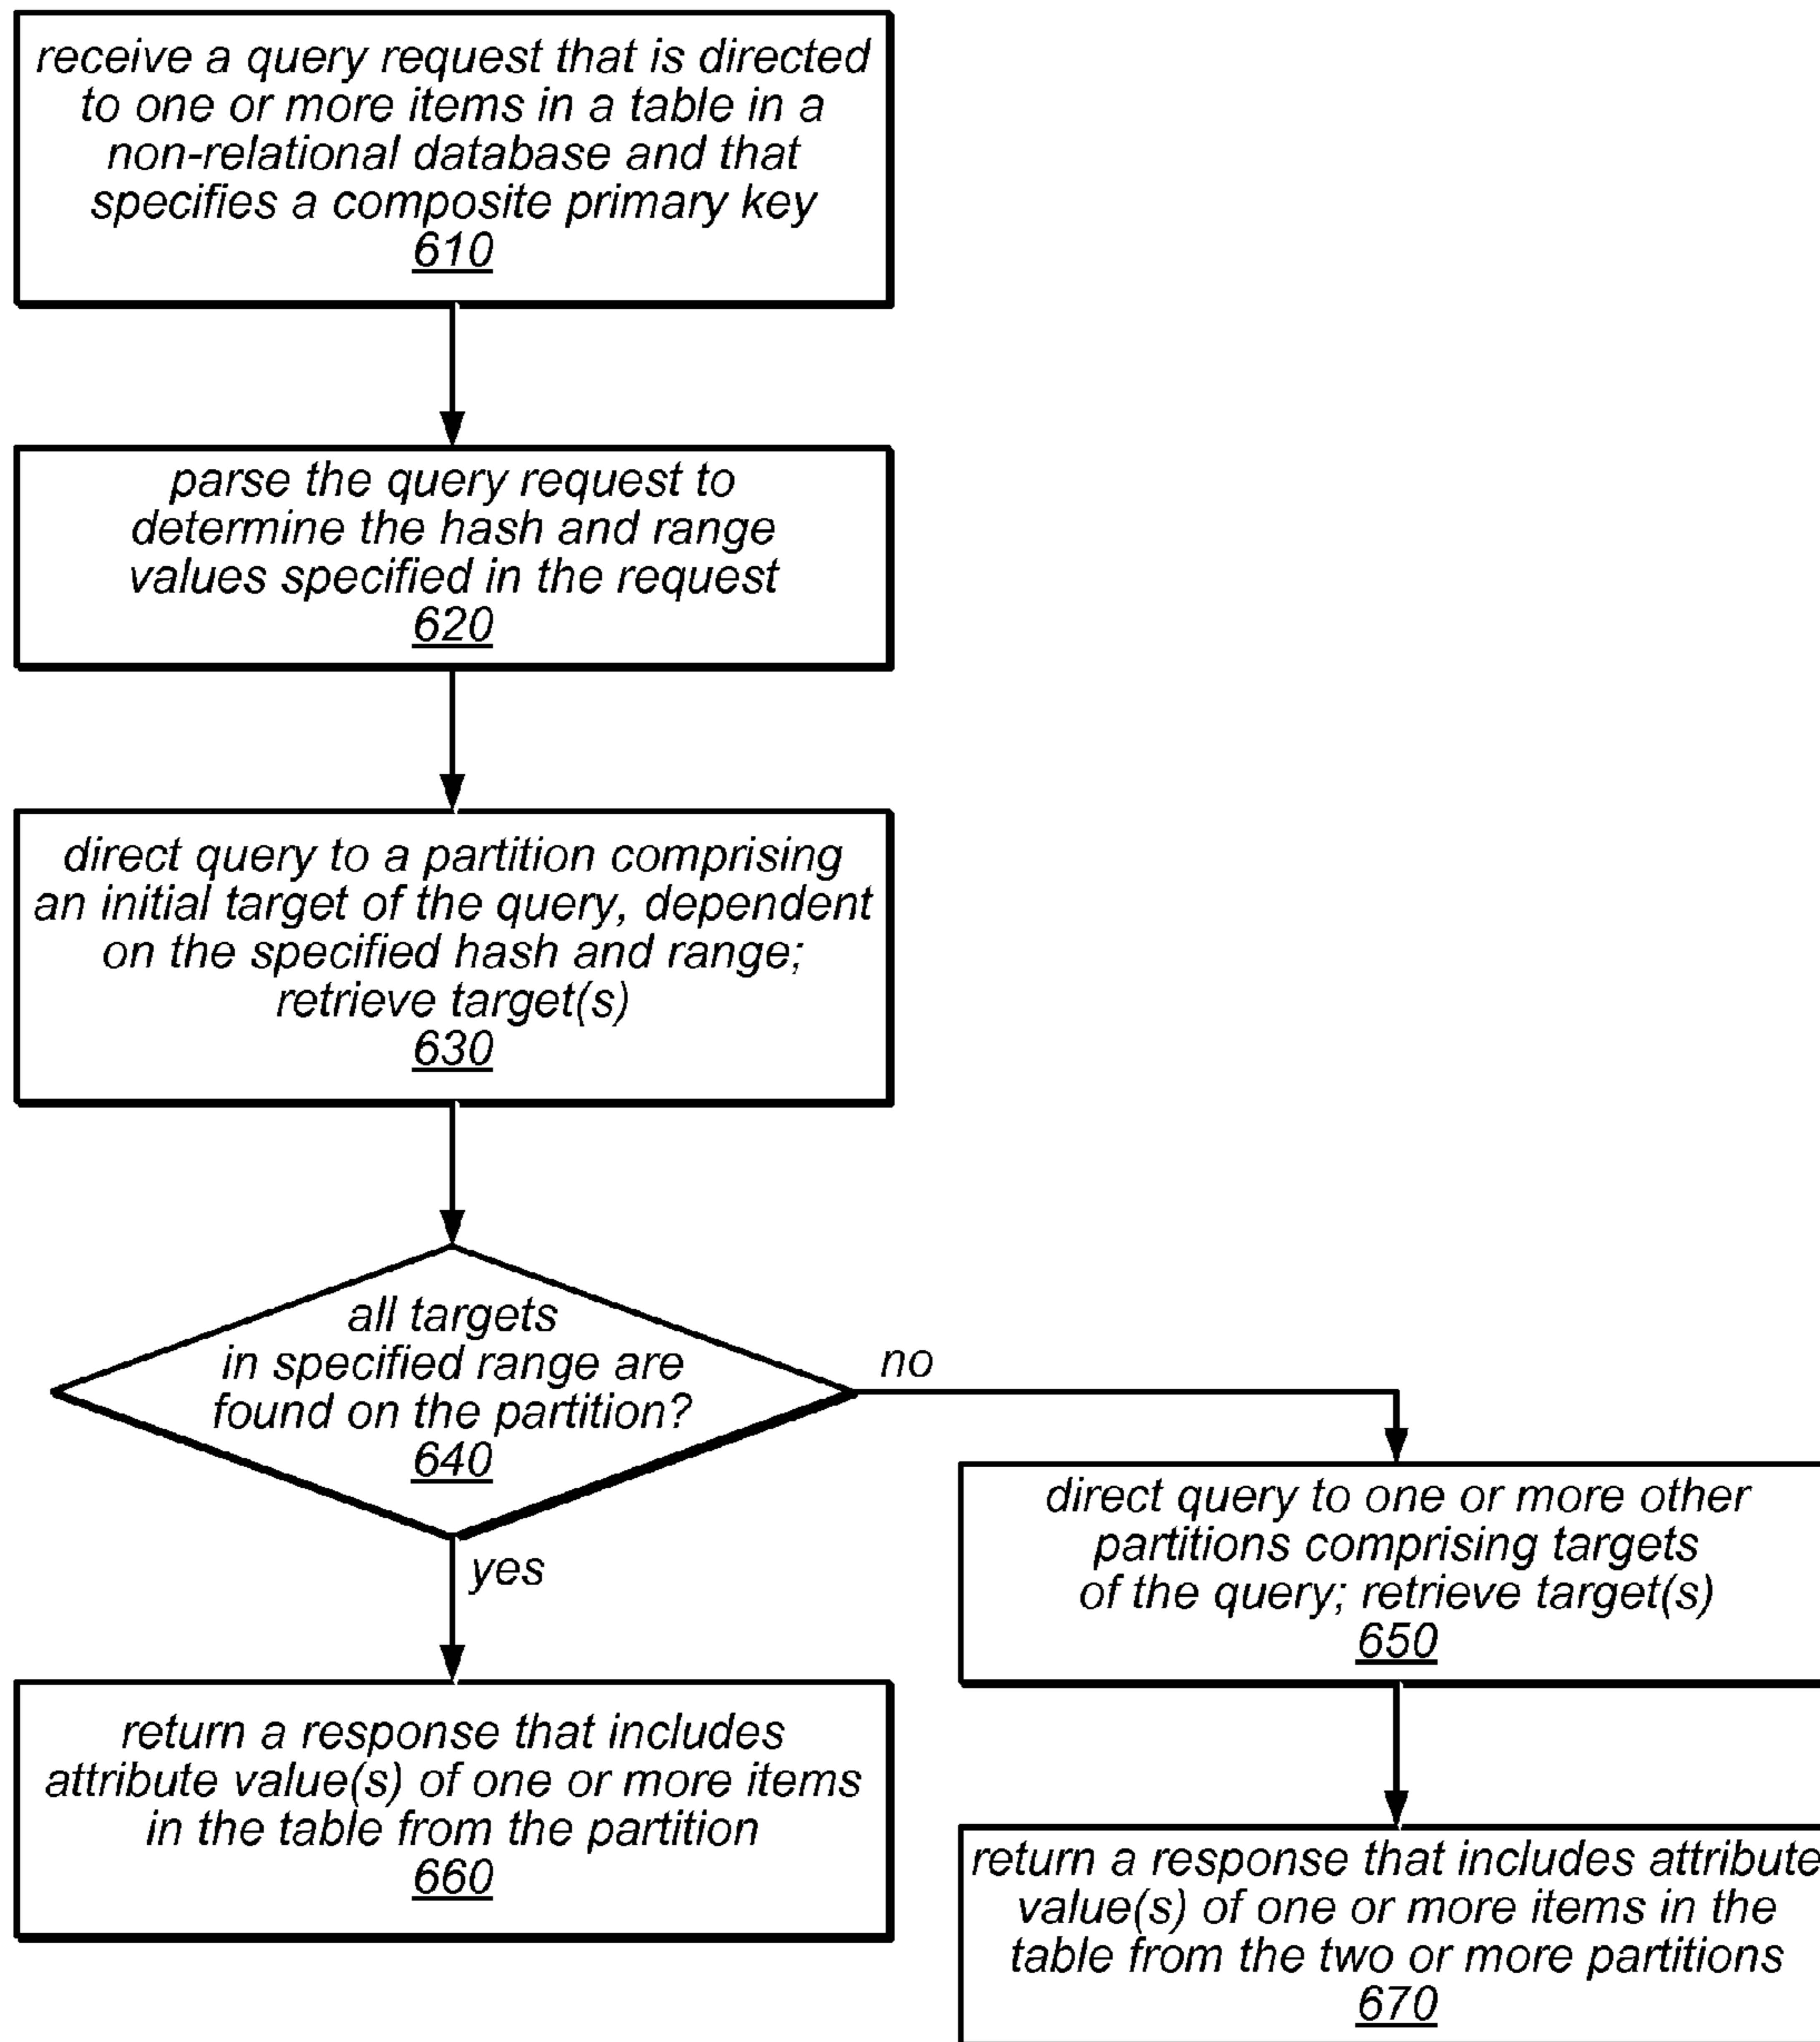 receive a query request that is directed
to one or more items in a table in a
non-relational database and that
specifies a composite primary key
610
parse the query request to
determine the hash and range
values specified in the request
620
direct query to a partition comprising
an initial target of the query, dependent
on the specified hash and range;
retrieve target(s)
630
all targets
in specified range are
found on the partition?
640
no
yes
direct query to one or more other
partitions comprising targets
of the query; retrieve target(s)
650
return a response that includes
attribute value(s) of one or more items
in the table from the partition
660
return a response that includes attribute
value(s) of one or more items in the
table from the two or more partitions
670